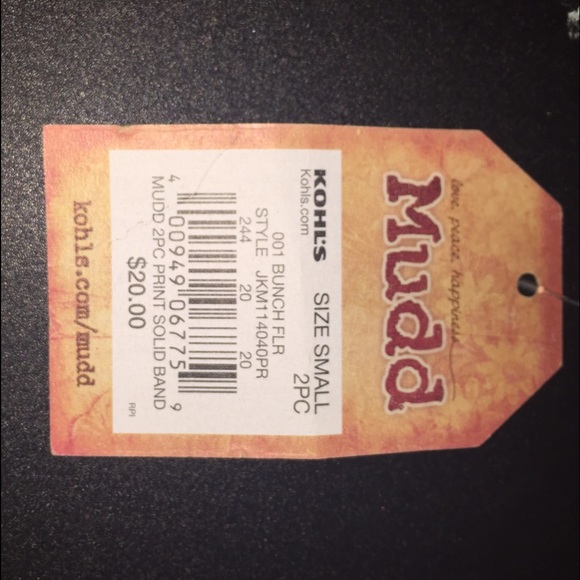 love, peace, happiness
Mudd
KOHL'S SIZE SMALL
Kohls.com 2PC
001 BUNCH FLR
STYLE JKM114040PR
244 20 20
4 00949 06775 9
MUDD 2PC PRINT SOLID BAND
$20.00
RPI
kohls.com/mudd